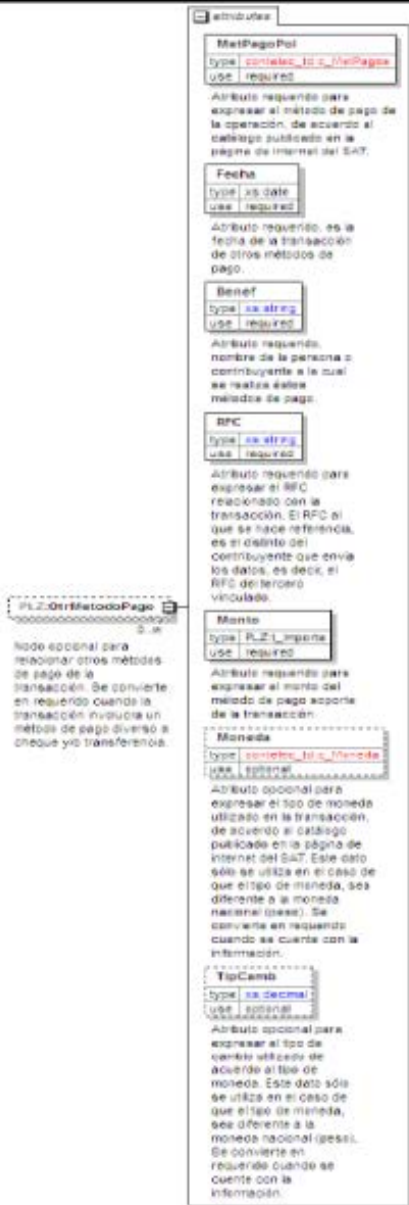 attributes
MetPagoPol
type contelec_td:c_MetPagos
use required
Atributo requerido para
expresar el método de pago de
la operación, de acuerdo al
catálogo publicado en la
página de internet del SAT.
Fecha
type xs:date
use required
Atributo requerido, es la
fecha de la transacción
de otros métodos de
pago.
Benef
type xs:string
use required
Atributo requerido,
nombre de la persona o
contribuyente a la cual
se realiza éstos
métodos de pago.
RFC
type xs:string
use required
Atributo requerido para
expresar el RFC
relacionado con la
transacción. El RFC al
que se hace referencia,
es el distinto del
contribuyente que envía
los datos, es decir, el
RFC del tercero
vinculado.
PLZ:OtrMetodoPago
0..∞
Nodo opcional para
relacionar otros métodos
de pago de la
transacción. Se convierte
en requerido cuando la
transacción involucra un
método de pago diverso a
cheque y/o transferencia.
Monto
type PLZ:t_Importe
use required
Atributo requerido para
expresar el monto del
método de pago soporte
de la transacción
Moneda
type contelec_td:c_Moneda
use optional
Atributo opcional para
expresar el tipo de moneda
utilizado en la transacción,
de acuerdo al catálogo
publicado en la página de
internet del SAT. Este dato
sólo se utiliza en el caso de
que el tipo de moneda, sea
diferente a la moneda
nacional (peso). Se
convierte en requerido
cuando se cuente con la
información.
TipCamb
type xs:decimal
use optional
Atributo opcional para
expresar el tipo de
cambio utilizado de
acuerdo al tipo de
moneda. Este dato sólo
se utiliza en el caso de
que el tipo de moneda,
sea diferente a la
moneda nacional (peso).
Se convierte en
requerido cuando se
cuente con la
información.